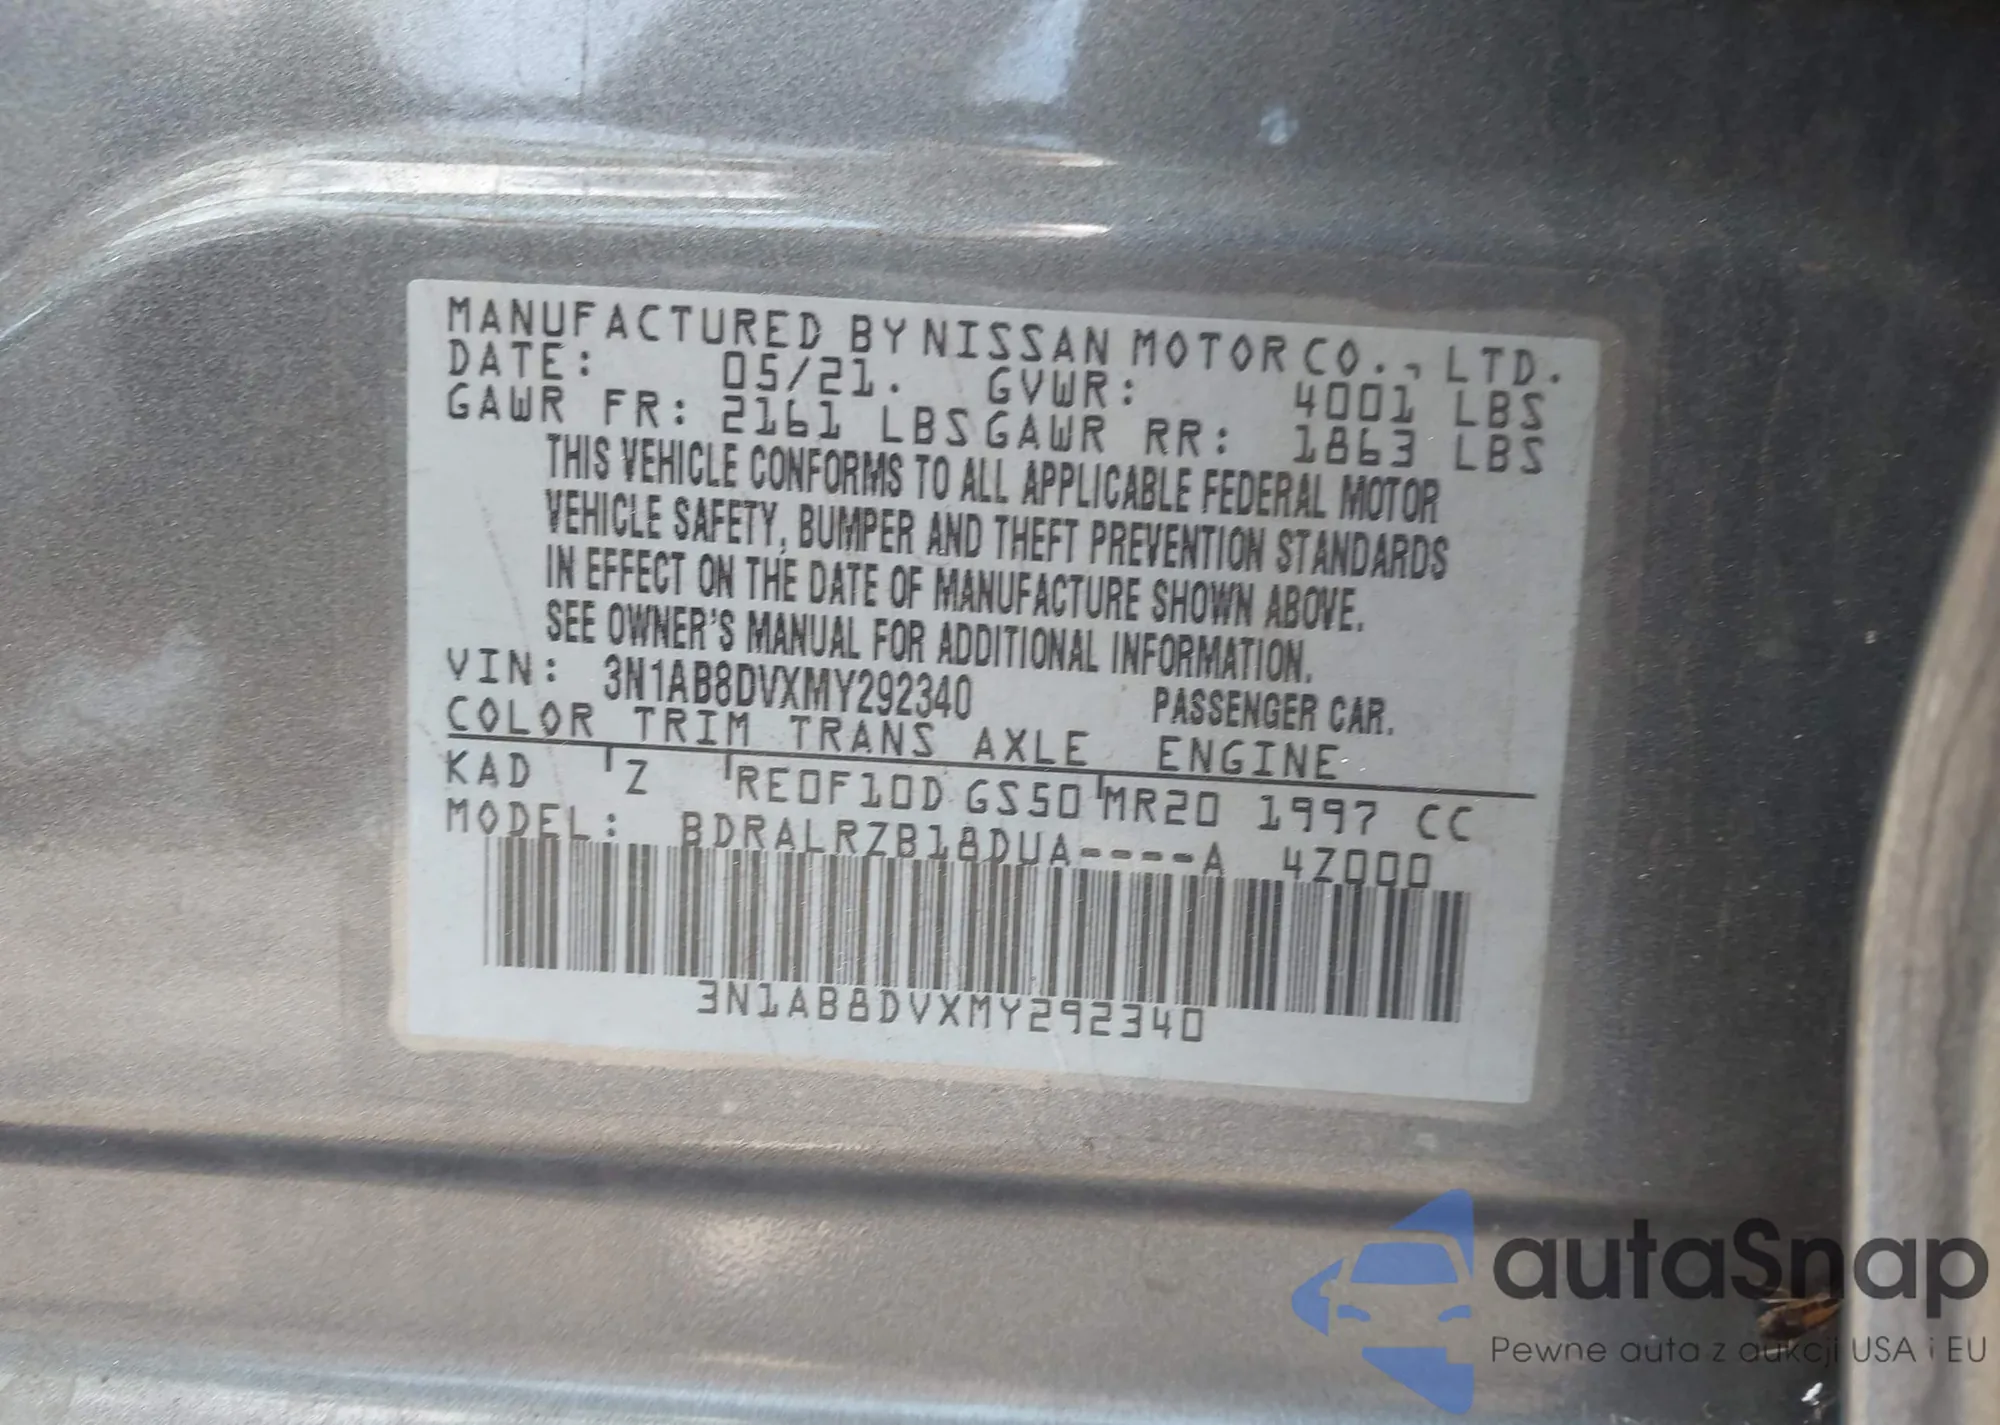 MANUFACTURED BY NISSAN MOTOR CO., LTD.
DATE: 05/21. GVWR: 4001 LBS
GAWR FR: 2161 LBS GAWR RR: 1863 LBS
THIS VEHICLE CONFORMS TO ALL APPLICABLE FEDERAL MOTOR
VEHICLE SAFETY, BUMPER AND THEFT PREVENTION STANDARDS
IN EFFECT ON THE DATE OF MANUFACTURE SHOWN ABOVE.
SEE OWNER'S MANUAL FOR ADDITIONAL INFORMATION.
VIN: 3N1AB8DVXMY292340 PASSENGER CAR.
COLOR TRIM TRANS AXLE ENGINE
KAD Z RE0F10D GS50 MR20 1997 CC
MODEL: BDRALRZB18DUA----A 4Z000
3N1AB8DVXMY292340
autaSnap
Pewne auta z aukcji USA i EU